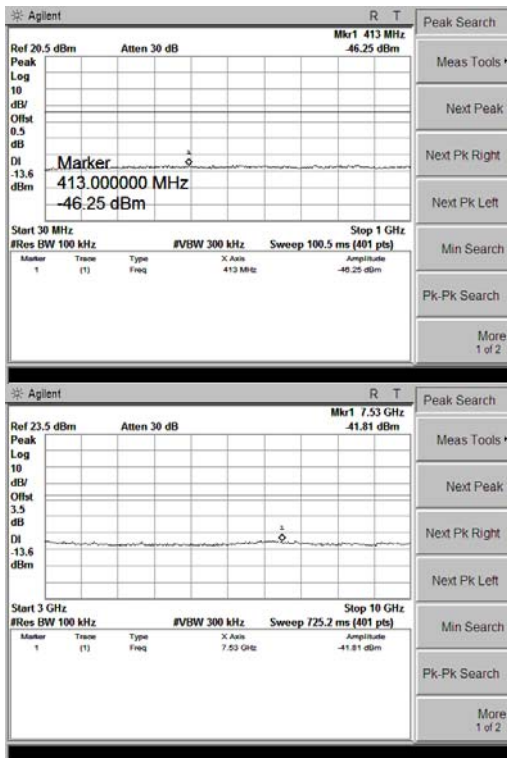 Agilent R T
Mkr1 413 MHz
Ref 20.5 dBm Atten 30 dB -46.25 dBm
Peak
Log
10
dB/
Offst
0.5
dB
DI
-13.6
dBm
1
Marker
413.000000 MHz
-46.25 dBm
Start 30 MHz Stop 1 GHz
#Res BW 100 kHz #VBW 300 kHz Sweep 100.5 ms (401 pts)
Marker Trace Type X Axis Amplitude
1 (1) Freq 413 MHz -46.25 dBm
Peak Search
Meas Tools
Next Peak
Next Pk Right
Next Pk Left
Min Search
Pk-Pk Search
More
1 of 2
Agilent R T
Mkr1 7.53 GHz
Ref 23.5 dBm Atten 30 dB -41.81 dBm
Peak
Log
10
dB/
Offst
3.5
dB
DI
-13.6
dBm
1
Start 3 GHz Stop 10 GHz
#Res BW 100 kHz #VBW 300 kHz Sweep 725.2 ms (401 pts)
Marker Trace Type X Axis Amplitude
1 (1) Freq 7.53 GHz -41.81 dBm
Peak Search
Meas Tools
Next Peak
Next Pk Right
Next Pk Left
Min Search
Pk-Pk Search
More
1 of 2